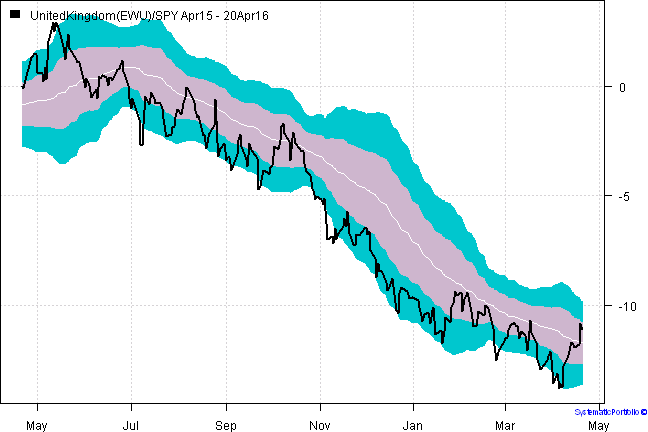 UnitedKingdom(EWU)/SPY Apr15 - 20Apr16
0
-5
-10
SystematicPortfolio ©
May Jul Sep Nov Jan Mar May